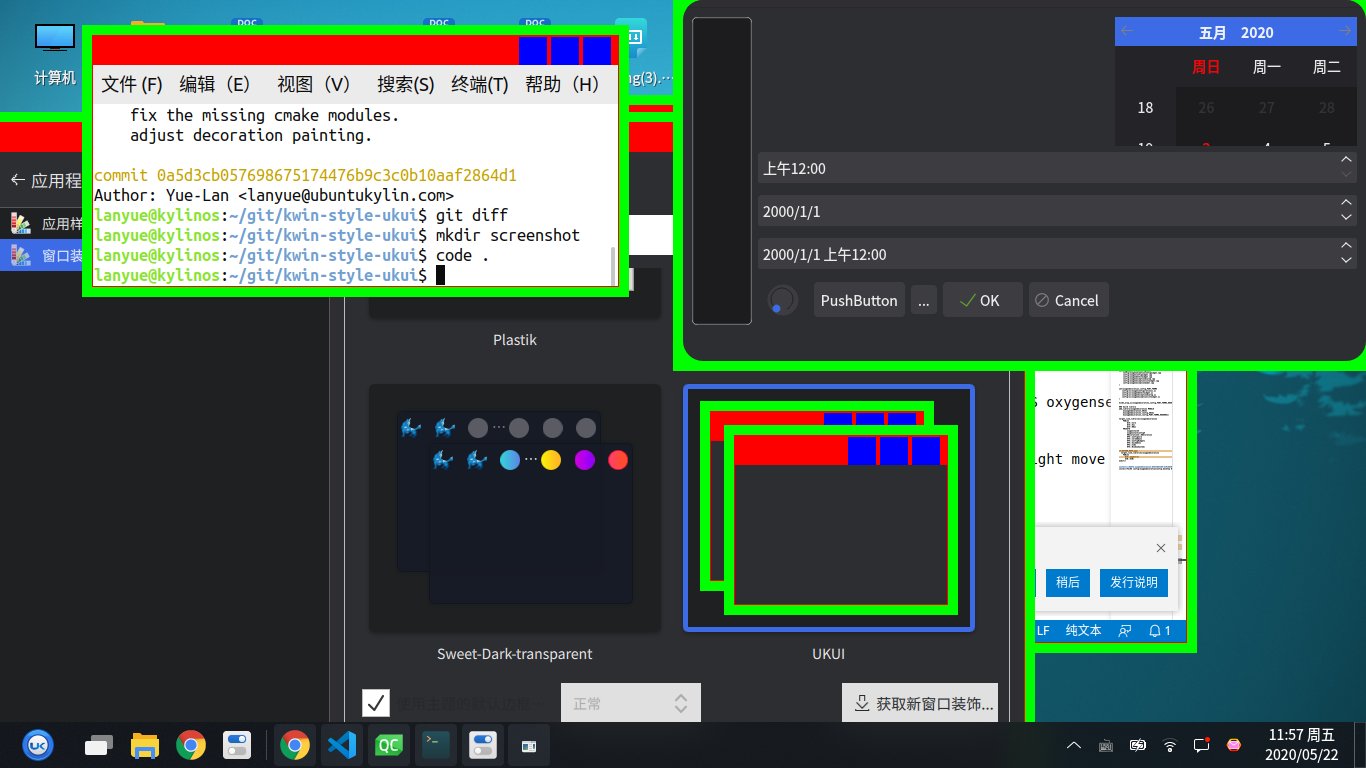 计算机
DOC
DOC
DOC
ng(3).…
文件 (F) 编辑（E） 视图（V） 搜索(S) 终端(T) 帮助（H）
fix the missing cmake modules.
adjust decoration painting.
commit 0a5d3cb057698675174476b9c3c0b10aaf2864d1
Author: Yue-Lan <lanyue@ubuntukylin.com>
lanyue@kylinos:~/git/kwin-style-ukui$ git diff
lanyue@kylinos:~/git/kwin-style-ukui$ mkdir screenshot
lanyue@kylinos:~/git/kwin-style-ukui$ code .
lanyue@kylinos:~/git/kwin-style-ukui$
应用程
应用样
窗口装
五月 2020
周日 周一 周二
18 26 27 28
上午12:00
2000/1/1
2000/1/1 上午12:00
PushButton ... OK Cancel
Plastik
Sweet-Dark-transparent
UKUI
正常
获取新窗口装饰...
oxygense
ght move
稍后 发行说明
LF 纯文本 1
UK
QC
11:57 周五
2020/05/22